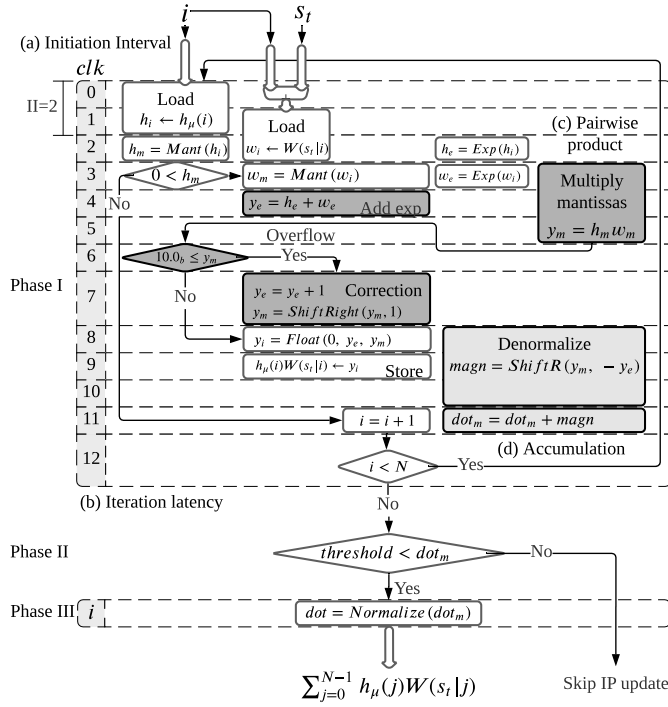 i
s_t
(a) Initiation Interval
clk
0
II=2
1
Load
h_i ← h_μ(i)
Load
w_i ← W(s_t|i)
(c) Pairwise
product
2
h_m = Mant(h_i)
h_e = Exp(h_i)
3
0 < h_m
w_m = Mant(w_i)
w_e = Exp(w_i)
Multiply
mantissas
y_m = h_m w_m
No
4
y_e = h_e + w_e
Add exp
5
Overflow
6
10.0_b ≤ y_m
Yes
Phase I
No
7
y_e = y_e + 1
Correction
y_m = ShiftRight(y_m, 1)
8
y_i = Float(0, y_e, y_m)
Denormalize
magn = ShiftR(y_m, − y_e)
9
h_μ(i)W(s_t|i) ← y_i
Store
10
11
i = i + 1
dot_m = dot_m + magn
(d) Accumulation
12
i < N
Yes
(b) Iteration latency
No
Phase II
threshold < dot_m
No
Yes
Phase III
i
dot = Normalize(dot_m)
∑_{j=0}^{N−1} h_μ(j)W(s_t|j)
Skip IP update